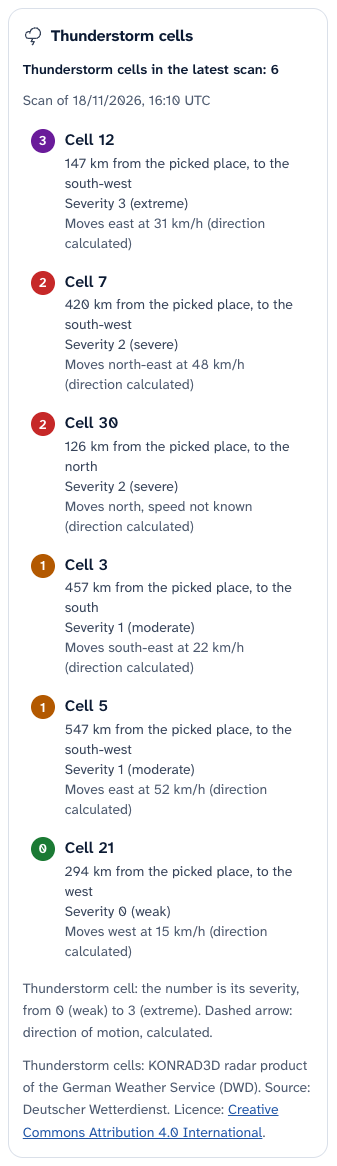 Thunderstorm cells
Thunderstorm cells in the latest scan: 6
Scan of 18/11/2026, 16:10 UTC
3 Cell 12
147 km from the picked place, to the
south-west
Severity 3 (extreme)
Moves east at 31 km/h (direction
calculated)
2 Cell 7
420 km from the picked place, to the
south-west
Severity 2 (severe)
Moves north-east at 48 km/h
(direction calculated)
2 Cell 30
126 km from the picked place, to the
north
Severity 2 (severe)
Moves north, speed not known
(direction calculated)
1 Cell 3
457 km from the picked place, to the
south
Severity 1 (moderate)
Moves south-east at 22 km/h
(direction calculated)
1 Cell 5
547 km from the picked place, to the
south-west
Severity 1 (moderate)
Moves east at 52 km/h (direction
calculated)
0 Cell 21
294 km from the picked place, to the
west
Severity 0 (weak)
Moves west at 15 km/h (direction
calculated)
Thunderstorm cell: the number is its severity,
from 0 (weak) to 3 (extreme). Dashed arrow:
direction of motion, calculated.
Thunderstorm cells: KONRAD3D radar product
of the German Weather Service (DWD). Source:
Deutscher Wetterdienst. Licence: Creative
Commons Attribution 4.0 International.